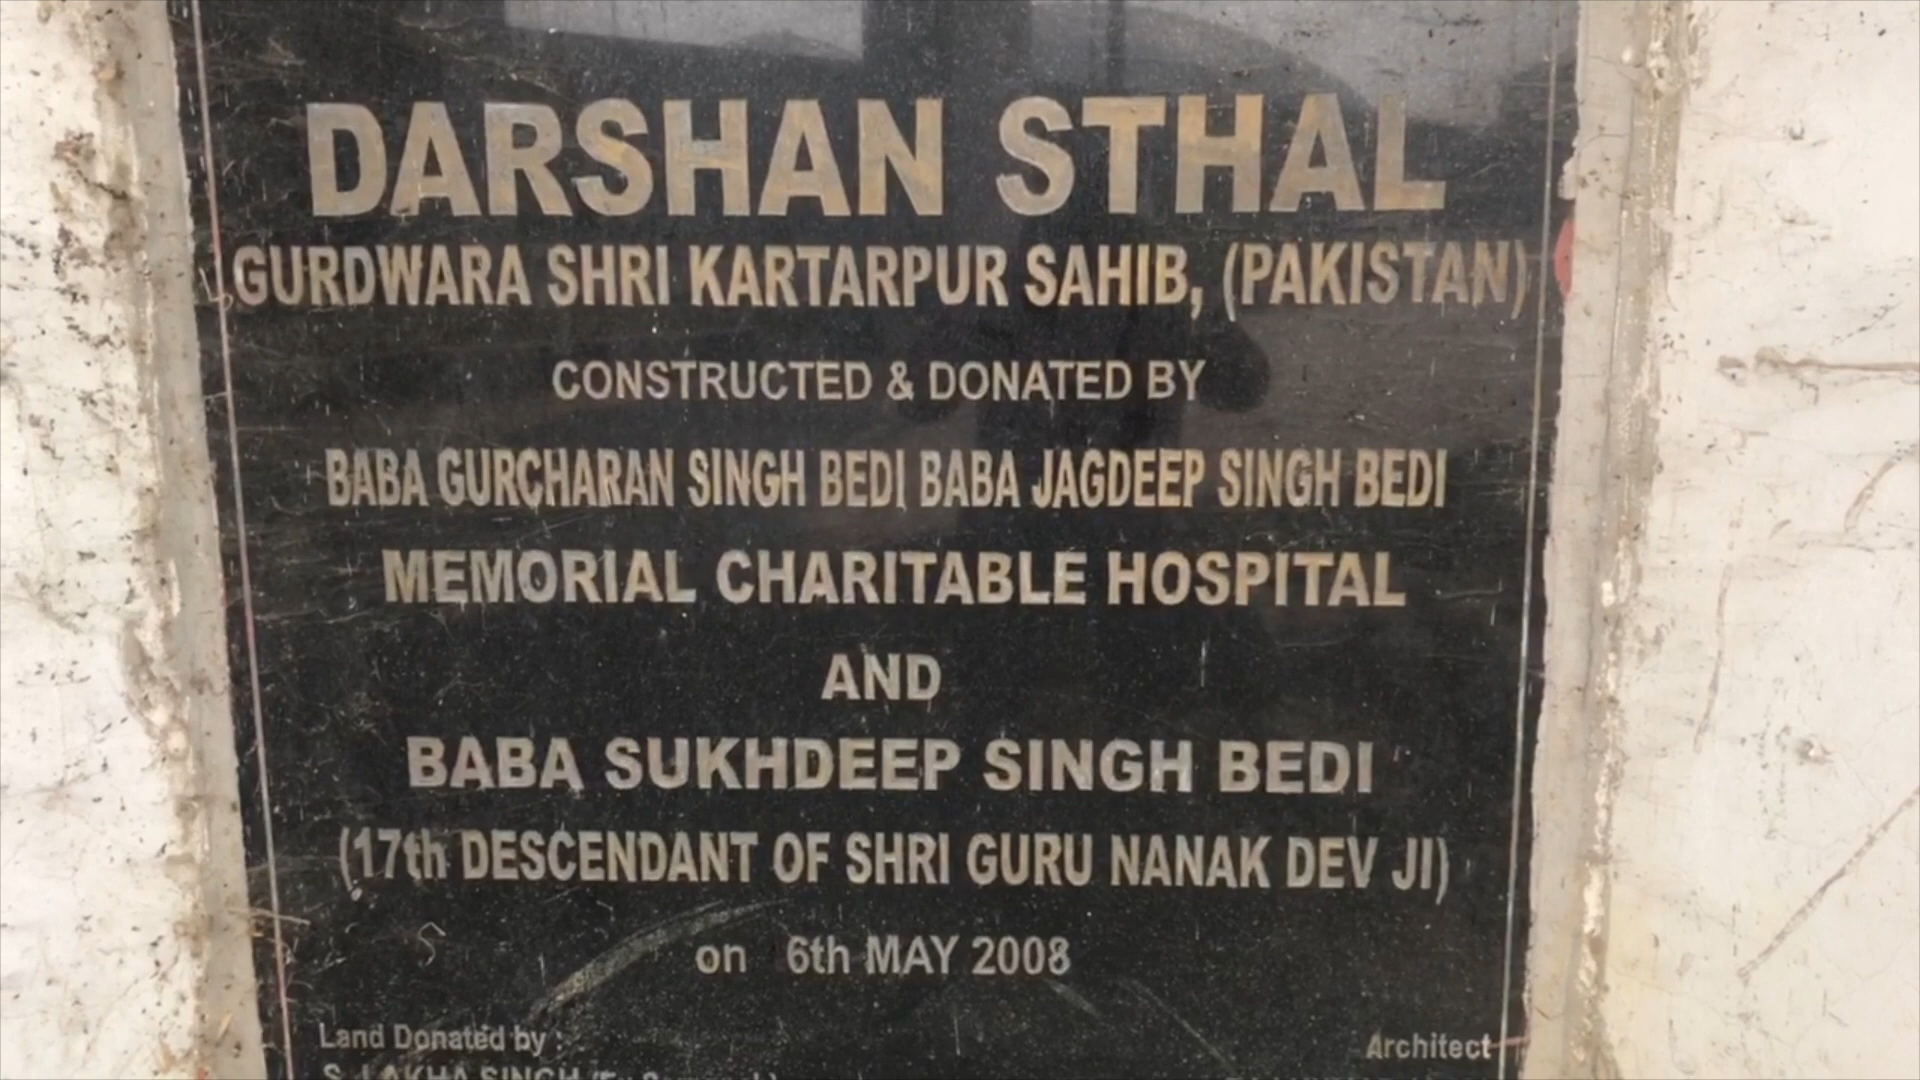 DARSHAN STHAL
GURDWARA SHRI KARTARPUR SAHIB, (PAKISTAN)
CONSTRUCTED & DONATED BY
BABA GURCHARAN SINGH BEDI BABA JAGDEEP SINGH BEDI
MEMORIAL CHARITABLE HOSPITAL
AND
BABA SUKHDEEP SINGH BEDI
(17th DESCENDANT OF SHRI GURU NANAK DEV JI)
on 6th MAY 2008
Land Donated by :
S. LAKHA SINGH
Architect